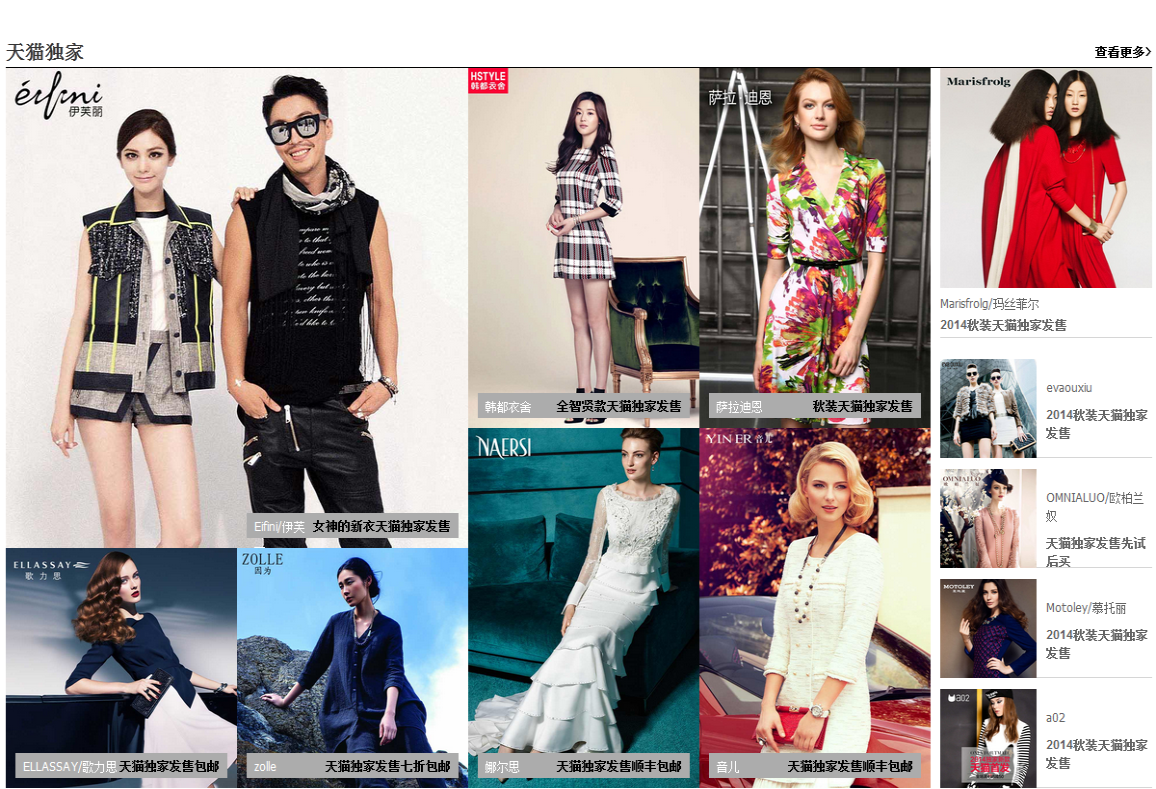 天猫独家
查看更多>
éifini
伊芙丽
Eifini/伊芙 女神的新衣天猫独家发售
HSTYLE
韩都衣舍
韩都衣舍 全智贤款天猫独家发售
萨拉 迪恩
萨拉迪恩 秋装天猫独家发售
Marisfrolg
Marisfrolg/玛丝菲尔
2014秋装天猫独家发售
evaouxiu
2014秋装天猫独家
发售
OMNIALUO
OMNIALUO/欧柏兰
奴
天猫独家发售先试
后买
MOTOLEY
Motoley/慕托丽
2014秋装天猫独家
发售
a02
天猫首发
a02
2014秋装天猫独家
发售
ELLASSAY
歌力思
ELLASSAY/歌力思 天猫独家发售包邮
ZOLLE
因为
zolle 天猫独家发售七折包邮
NAERSI
娜尔思 天猫独家发售顺丰包邮
YINER 音儿
音儿 天猫独家发售顺丰包邮